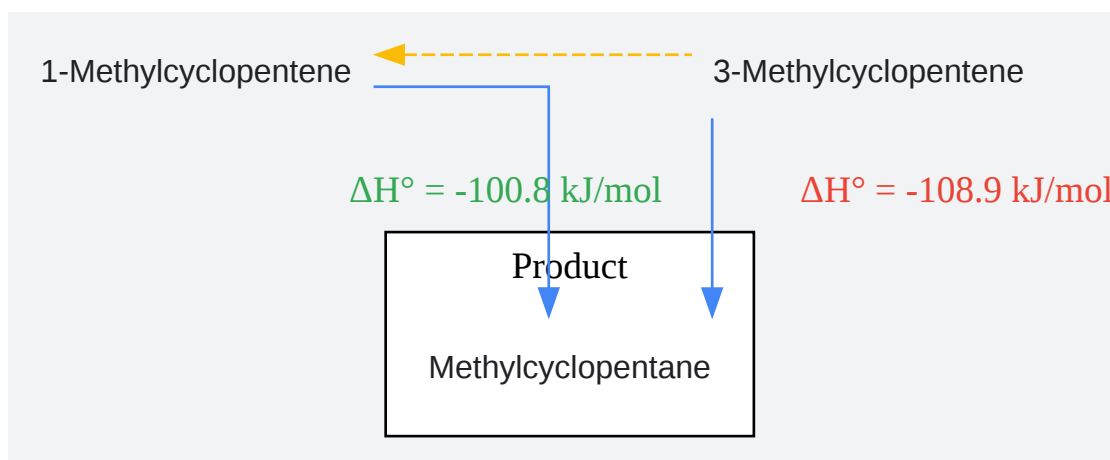 1-Methylcyclopentene
3-Methylcyclopentene
ΔH° = -100.8 kJ/mol
ΔH° = -108.9 kJ/mol
Product
Methylcyclopentane